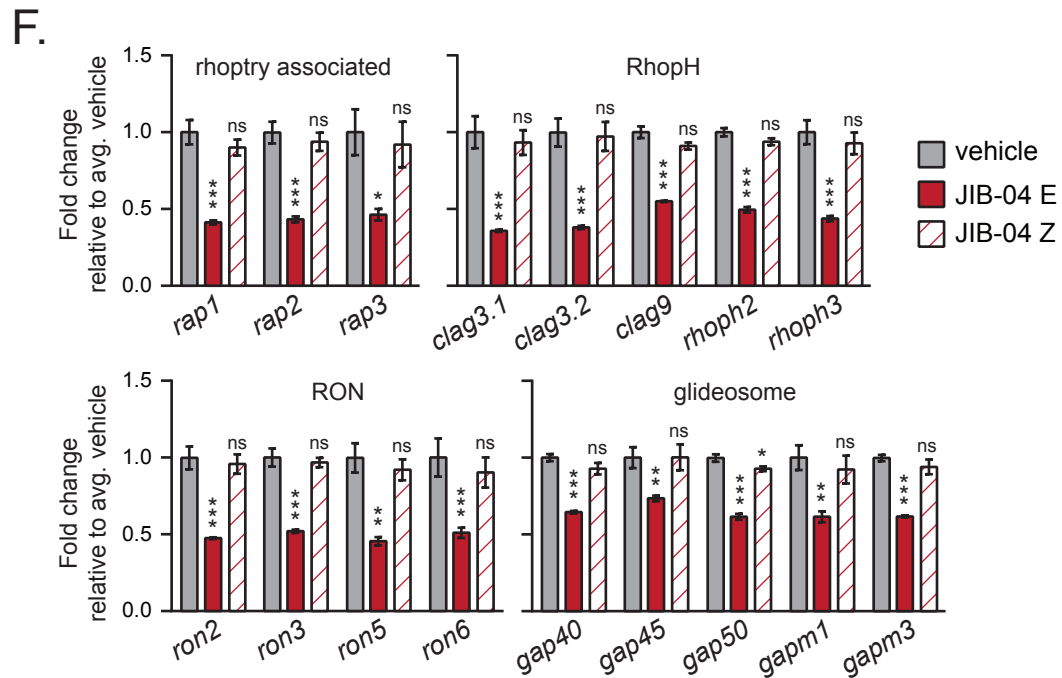 F.
rhoptry associated
RhopH
Fold change
relative to avg. vehicle
1.5
1.0
0.5
0.0
*** ns *** ns * ns
*** ns *** ns *** ns *** ns *** ns
rap1 rap2 rap3
clag3.1 clag3.2 clag9 rhoph2 rhoph3
vehicle
JIB-04 E
JIB-04 Z
RON
glideosome
Fold change
relative to avg. vehicle
1.5
1.0
0.5
0.0
*** ns *** ns ** ns *** ns
*** ns ** ns *** * ** ns *** ns
ron2 ron3 ron5 ron6
gap40 gap45 gap50 gapm1 gapm3